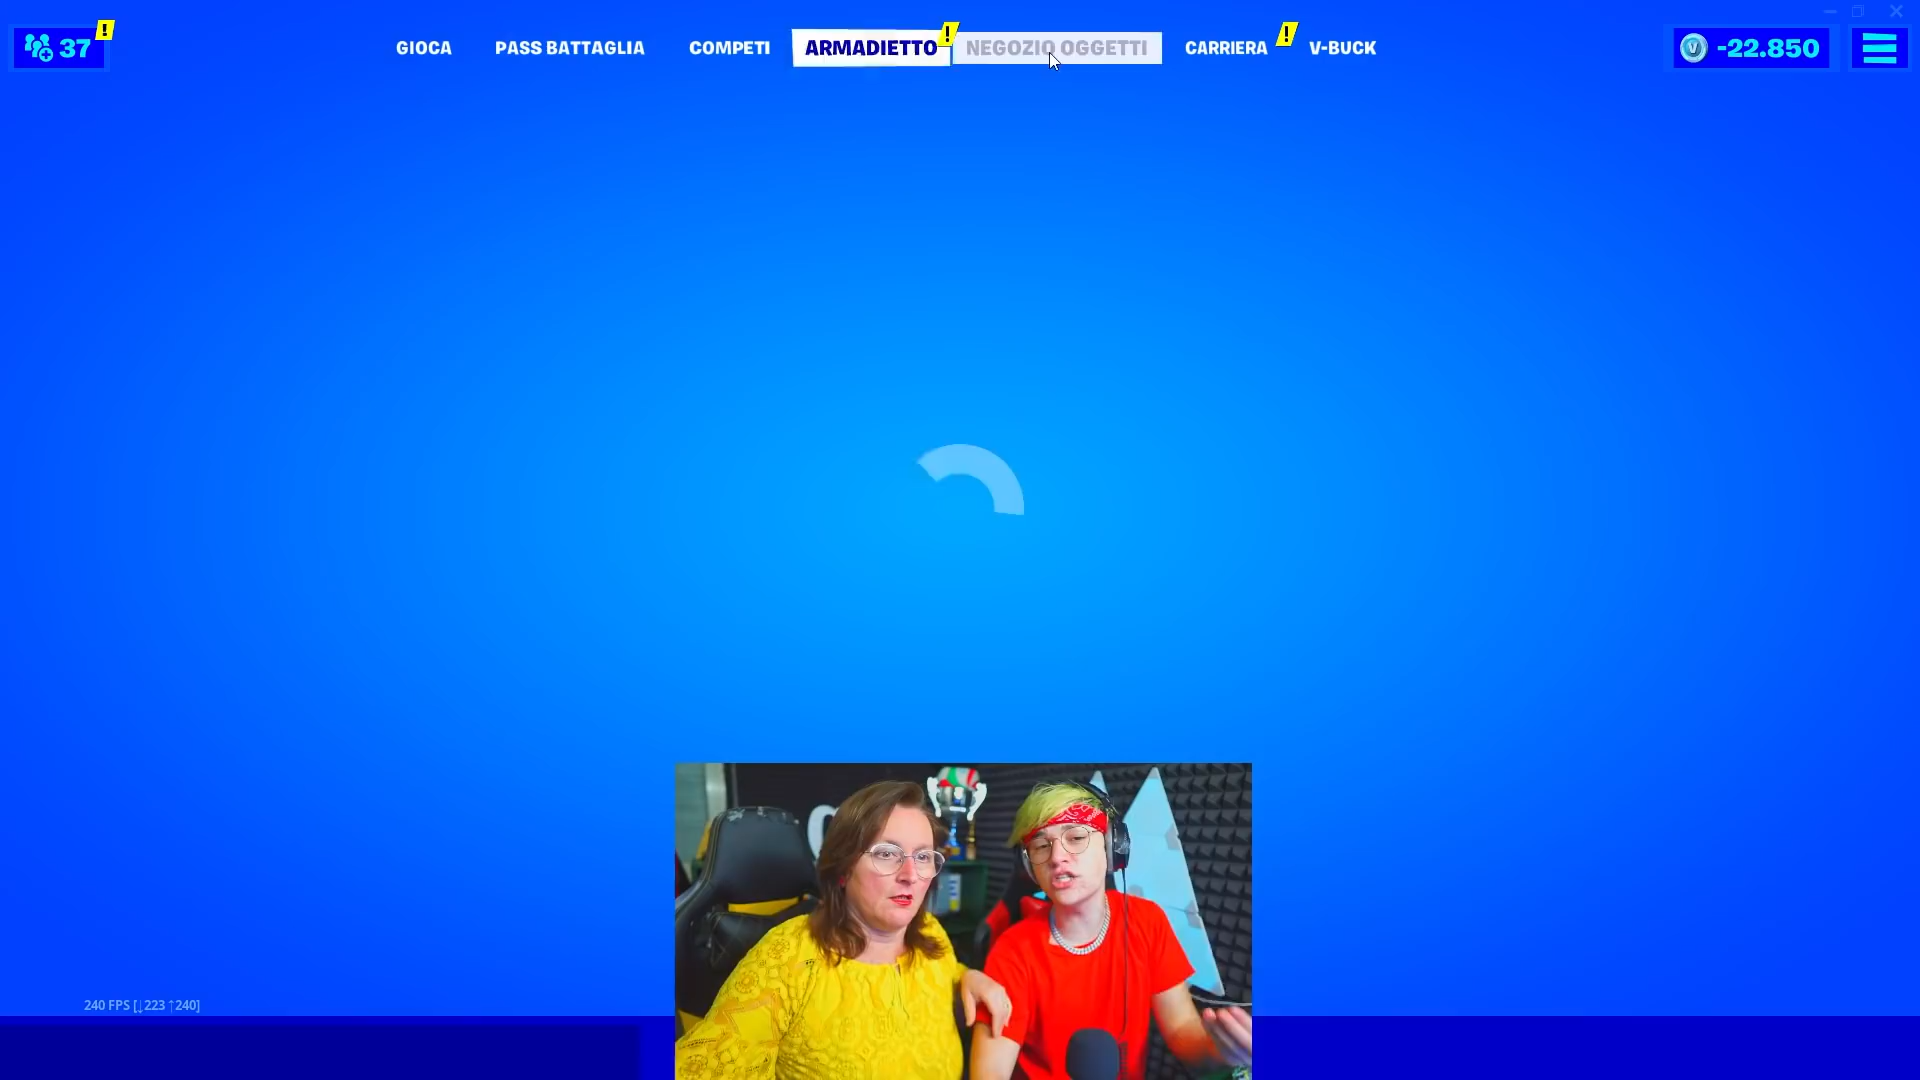 37
!
GIOCA
PASS BATTAGLIA
COMPETI
ARMADIETTO
!
NEGOZIO OGGETTI
CARRIERA
!
V-BUCK
V
-22.850
240 FPS [↓223 ↑240]